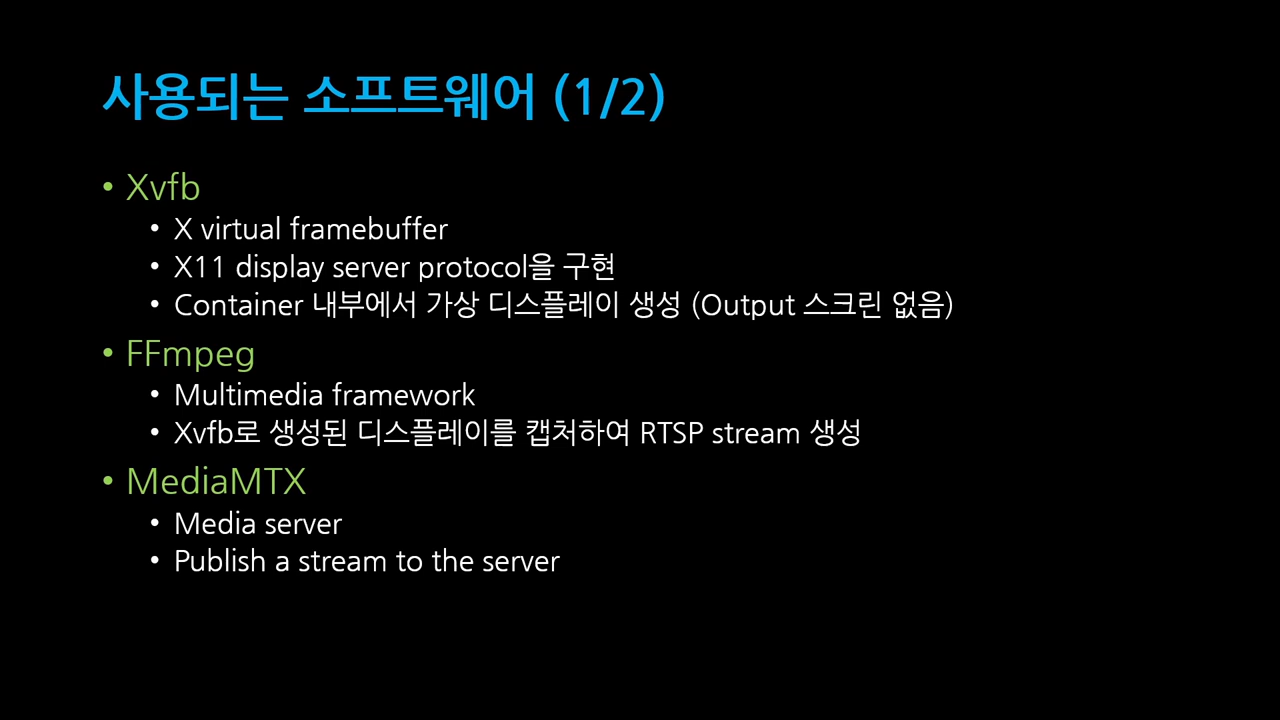 사용되는 소프트웨어 (1/2)
• Xvfb
• X virtual framebuffer
• X11 display server protocol을 구현
• Container 내부에서 가상 디스플레이 생성 (Output 스크린 없음)
• FFmpeg
• Multimedia framework
• Xvfb로 생성된 디스플레이를 캡처하여 RTSP stream 생성
• MediaMTX
• Media server
• Publish a stream to the server